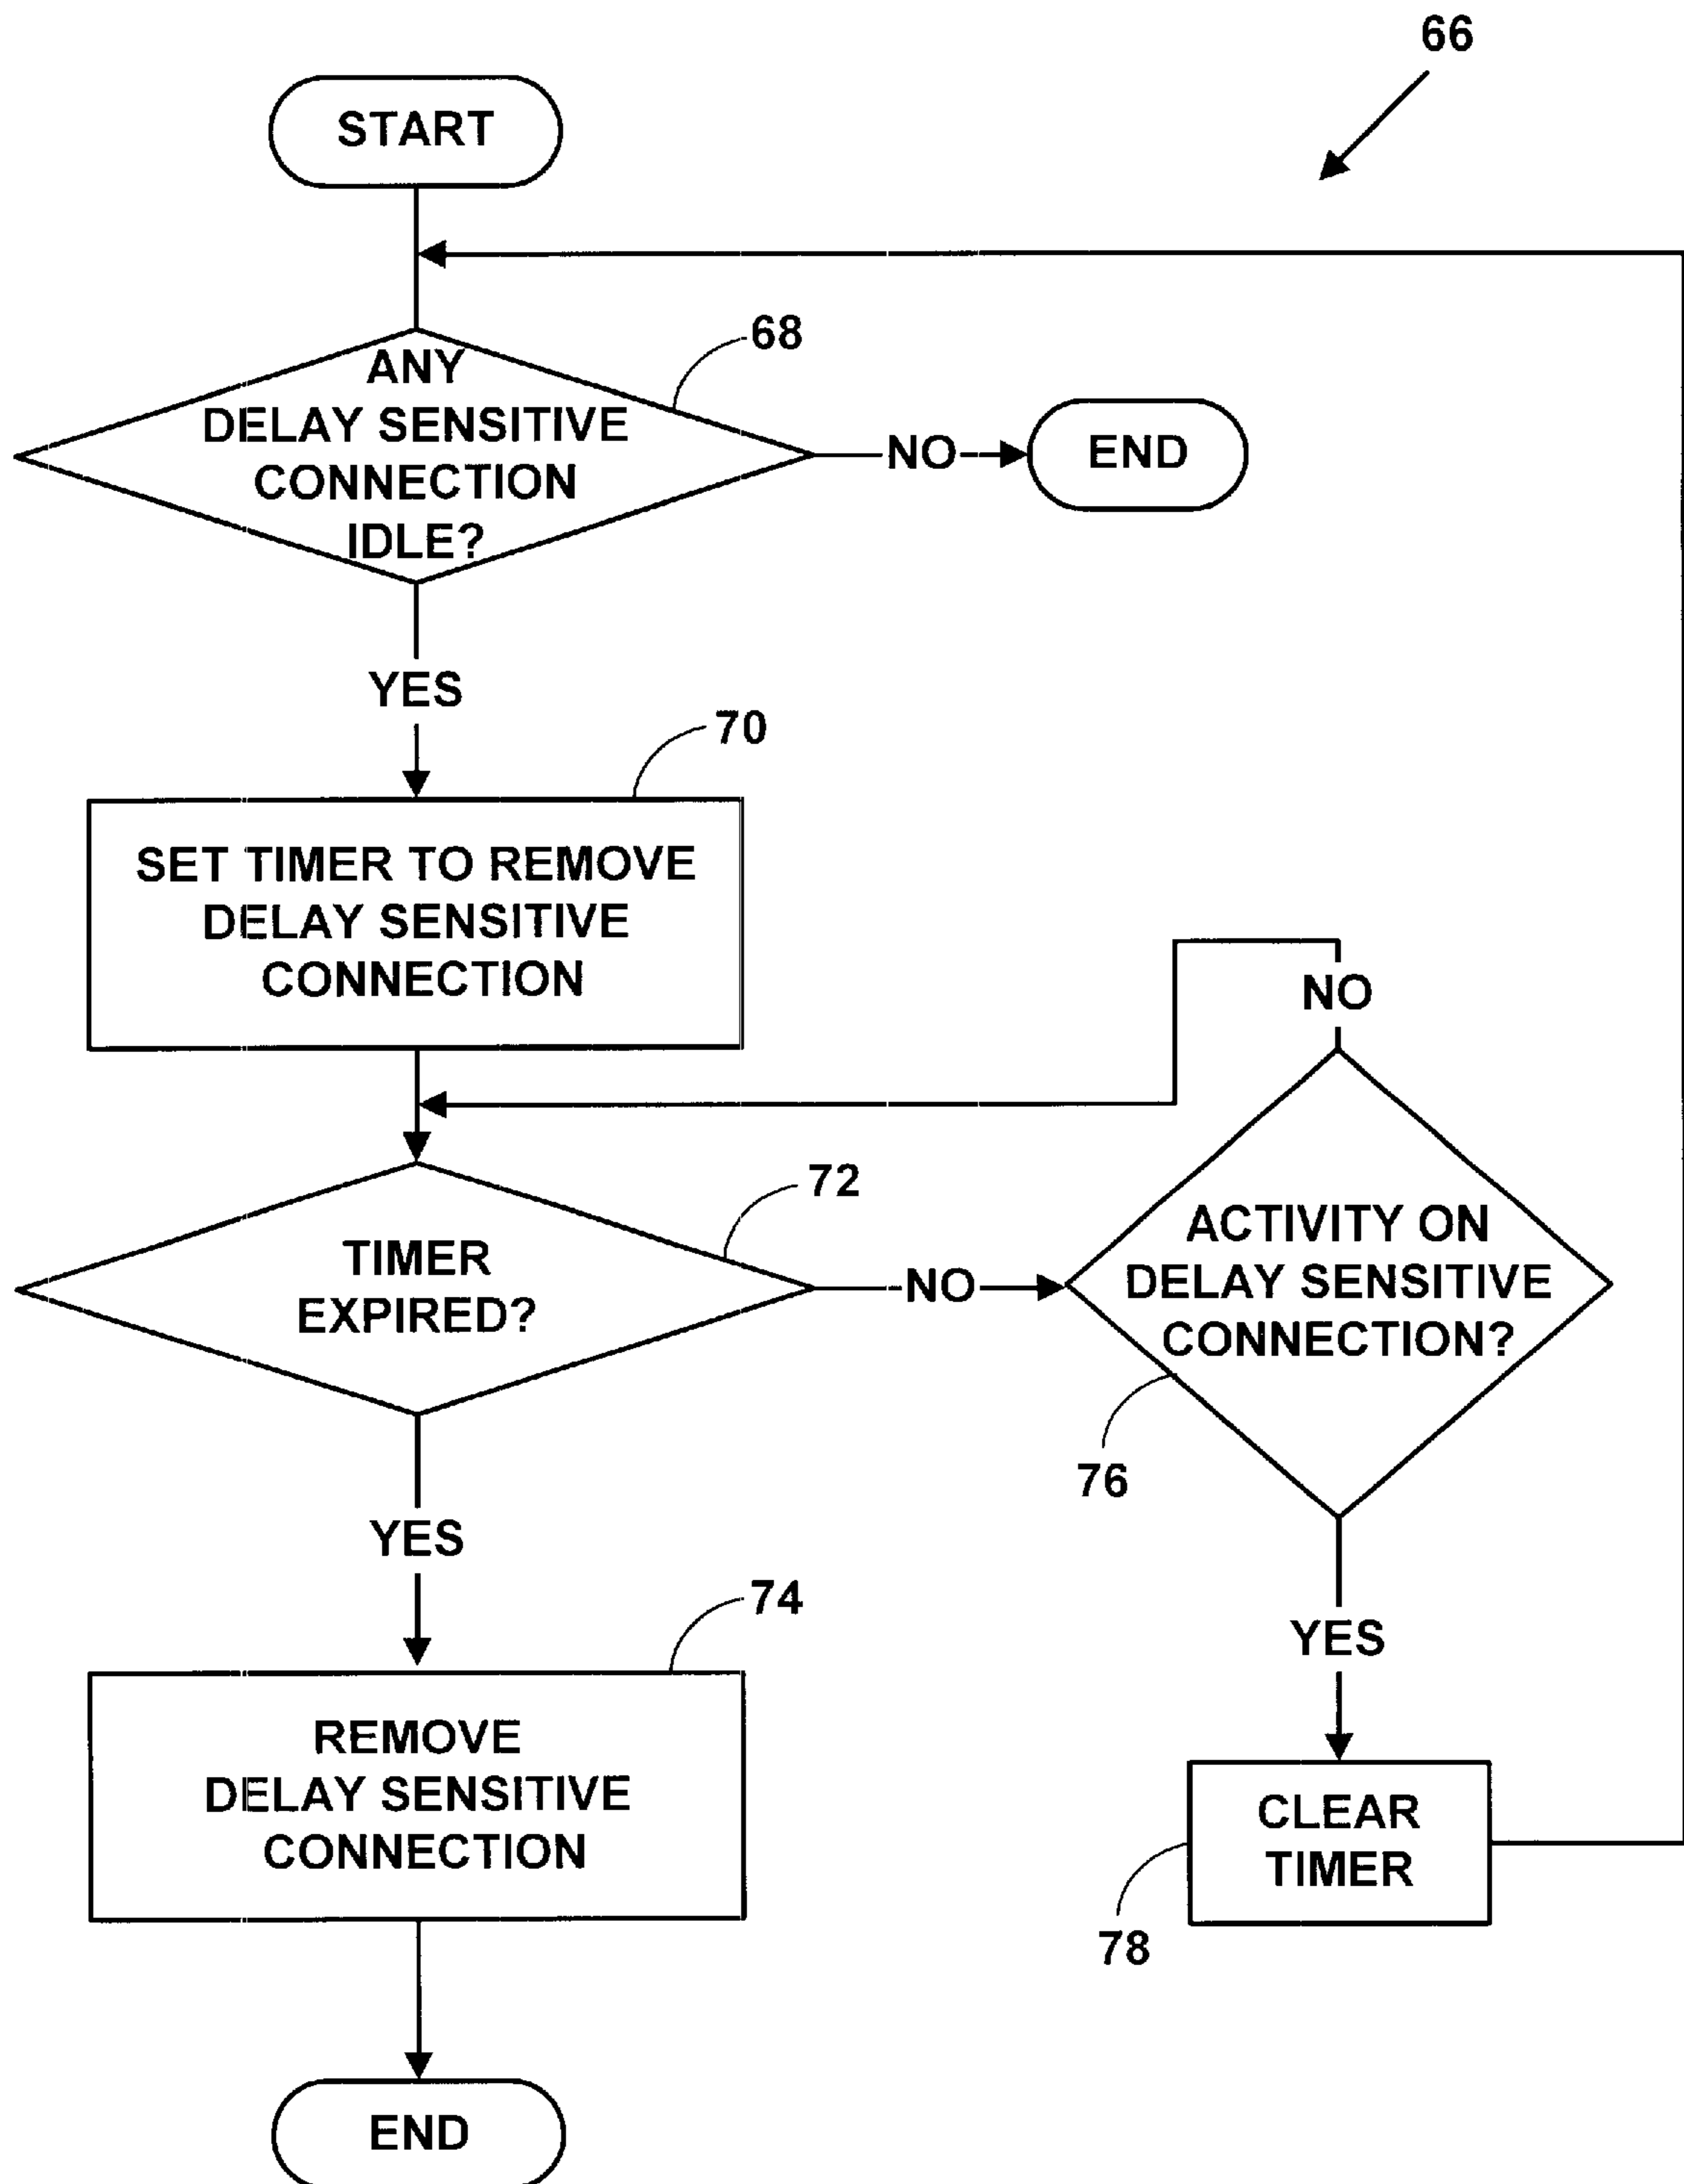 66
START
68
ANY
DELAY SENSITIVE
CONNECTION
IDLE?
NO
END
YES
70
SET TIMER TO REMOVE
DELAY SENSITIVE
CONNECTION
NO
72
TIMER
EXPIRED?
NO
ACTIVITY ON
DELAY SENSITIVE
CONNECTION?
76
YES
74
YES
REMOVE
DELAY SENSITIVE
CONNECTION
CLEAR
TIMER
78
END